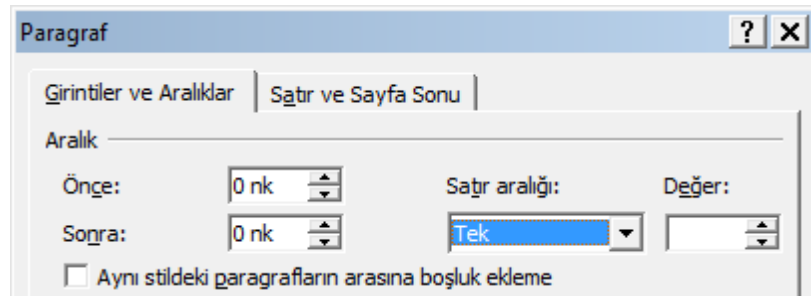 Paragraf
Girintiler ve Aralıklar Satır ve Sayfa Sonu
Aralık
Önce: 0 nk Satır aralığı: Değer:
Sonra: 0 nk Tek
Aynı stildeki paragrafların arasına boşluk ekleme